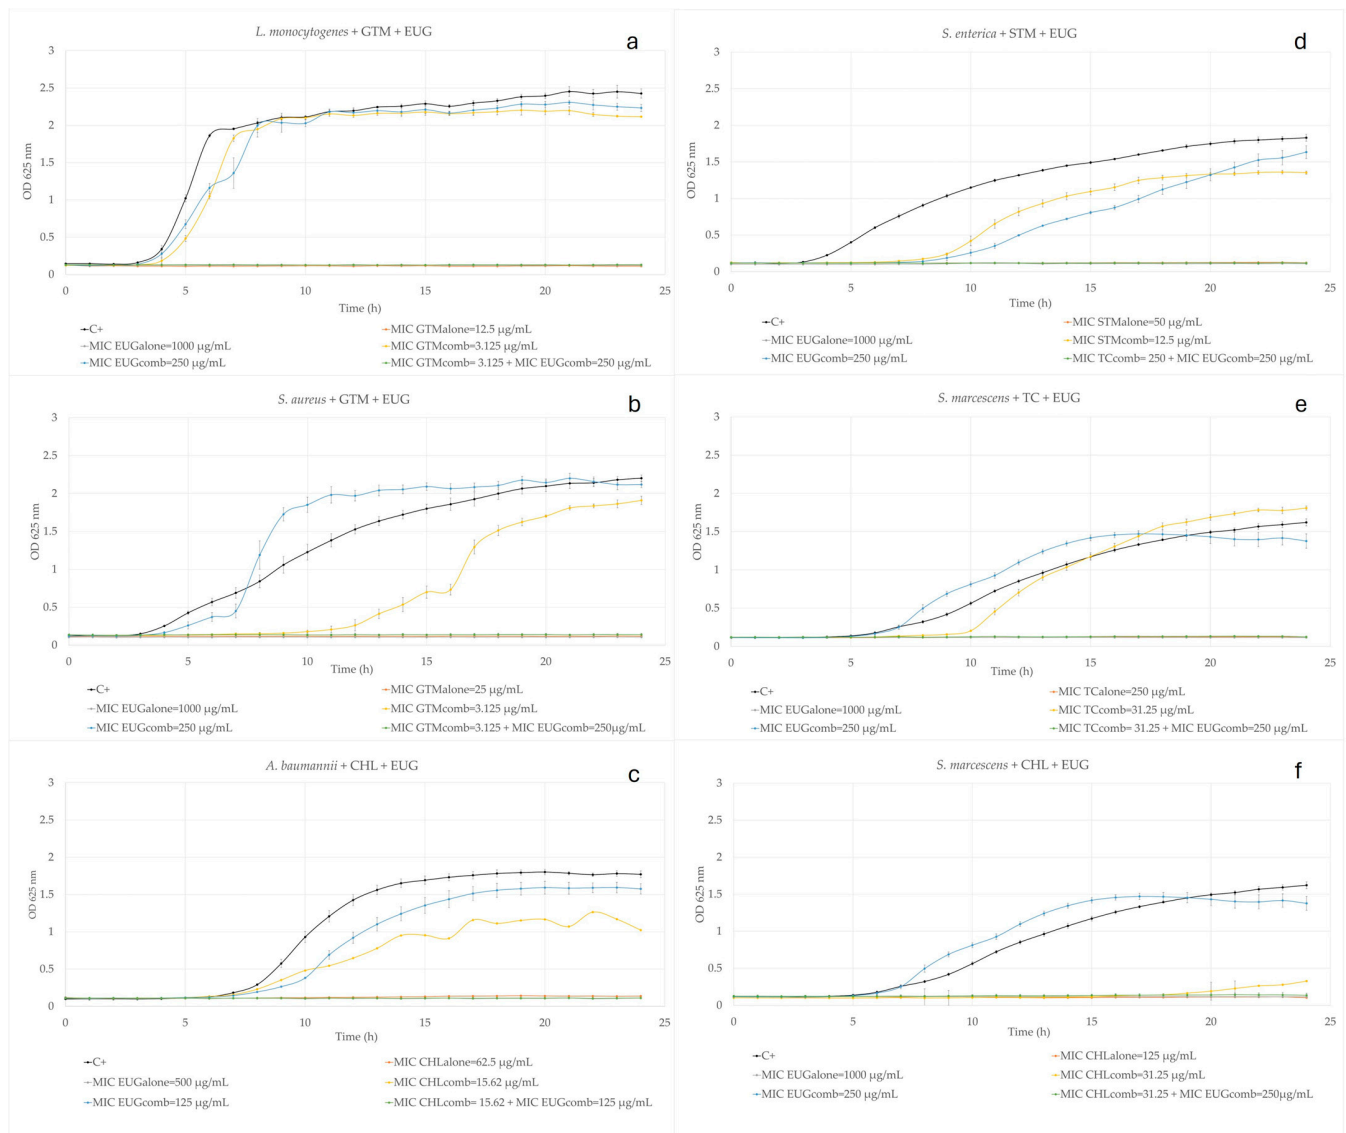 L. monocytogenes + GTM + EUG
a
3
2.5
2
1.5
1
0.5
0
OD 625 nm
0 5 10 15 20 25
Time (h)
C+
MIC GTMalone=12.5 µg/mL
MIC EUGalone=1000 µg/mL
MIC GTMcomb=3.125 µg/mL
MIC EUGcomb=250 µg/mL
MIC GTMcomb= 3.125 + MIC EUGcomb=250 µg/mL
S. aureus + GTM + EUG
b
3
2.5
2
1.5
1
0.5
0
OD 625 nm
0 5 10 15 20 25
Time (h)
C+
MIC GTMalone=25 µg/mL
MIC EUGalone=1000 µg/mL
MIC GTMcomb=3.125 µg/mL
MIC EUGcomb=250 µg/mL
MIC GTMcomb=3.125 + MIC EUGcomb=250µg/mL
A. baumannii + CHL + EUG
c
3
2.5
2
1.5
1
0.5
0
OD 625 nm
0 5 10 15 20 25
Time (h)
C+
MIC CHLalone=62.5 µg/mL
MIC EUGalone=500 µg/mL
MIC CHLcomb=15.62 µg/mL
MIC EUGcomb=125 µg/mL
MIC CHLcomb= 15.62 + MIC EUGcomb=125 µg/mL
S. enterica + STM + EUG
d
3
2.5
2
1.5
1
0.5
0
OD 625 nm
0 5 10 15 20 25
Time (h)
C+
MIC STMalone=50 µg/mL
MIC EUGalone=1000 µg/mL
MIC STMcomb=12.5 µg/mL
MIC EUGcomb=250 µg/mL
MIC TCcomb= 250 + MIC EUGcomb=250 µg/mL
S. marcescens + TC + EUG
e
3
2.5
2
1.5
1
0.5
0
OD 625 nm
0 5 10 15 20 25
Time (h)
C+
MIC TCalone=250 µg/mL
MIC EUGalone=1000 µg/mL
MIC TCcomb=31.25 µg/mL
MIC EUGcomb=250 µg/mL
MIC TCcomb= 31.25 + MIC EUGcomb=250 µg/mL
S. marcescens + CHL + EUG
f
3
2.5
2
1.5
1
0.5
0
OD 625 nm
0 5 10 15 20 25
Time (h)
C+
MIC CHLalone=125 µg/mL
MIC EUGalone=1000 µg/mL
MIC CHLcomb=31.25 µg/mL
MIC EUGcomb=250 µg/mL
MIC CHLcomb=31.25 + MIC EUGcomb=250µg/mL